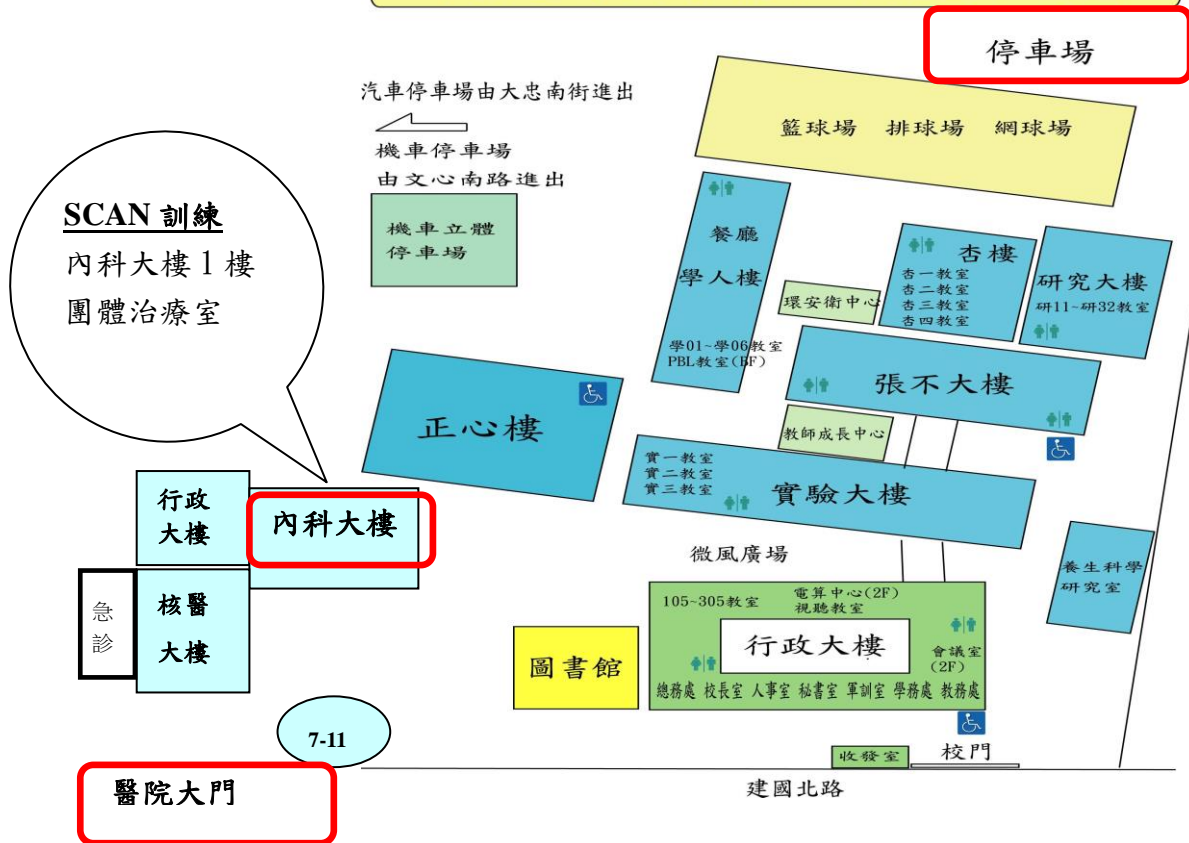 停車場
汽車停車場由大忠南街進出
機車停車場
由文心南路進出
機車立體
停車場
籃球場 排球場 網球場
SCAN 訓練
內科大樓 1 樓
團體治療室
餐廳
學人樓
學01~學06教室
PBL教室(BF)
環安衛中心
杏樓
杏一教室
杏二教室
杏三教室
杏四教室
研究大樓
研11~研32教室
張不大樓
教師成長中心
正心樓
實一教室
實二教室
實三教室
實驗大樓
行政
大樓
內科大樓
急
診
核醫
大樓
微風廣場
養生科學
研究室
105~305教室
電算中心(2F)
視聽教室
行政大樓
會議室
(2F)
總務處 校長室 人事室 秘書室 軍訓室 學務處 教務處
圖書館
7-11
收發室
校門
醫院大門
建國北路